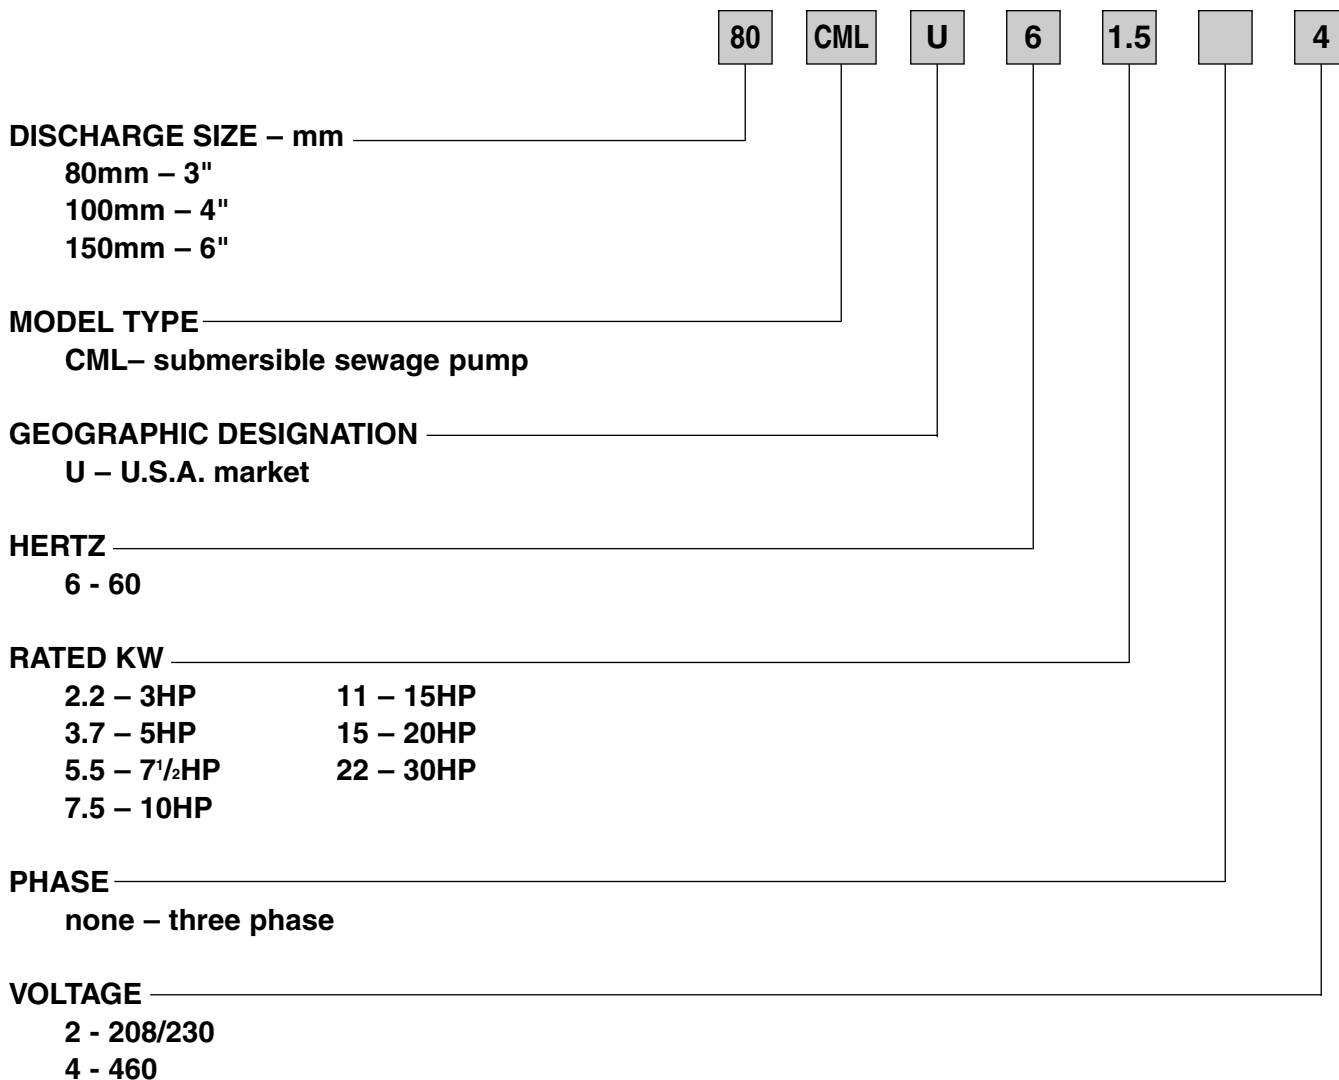 80 CML U 6 1.5 4
DISCHARGE SIZE – mm
80mm – 3"
100mm – 4"
150mm – 6"
MODEL TYPE
CML– submersible sewage pump
GEOGRAPHIC DESIGNATION
U – U.S.A. market
HERTZ
6 - 60
RATED KW
2.2 – 3HP 11 – 15HP
3.7 – 5HP 15 – 20HP
5.5 – 7¹/₂HP 22 – 30HP
7.5 – 10HP
PHASE
none – three phase
VOLTAGE
2 - 208/230
4 - 460